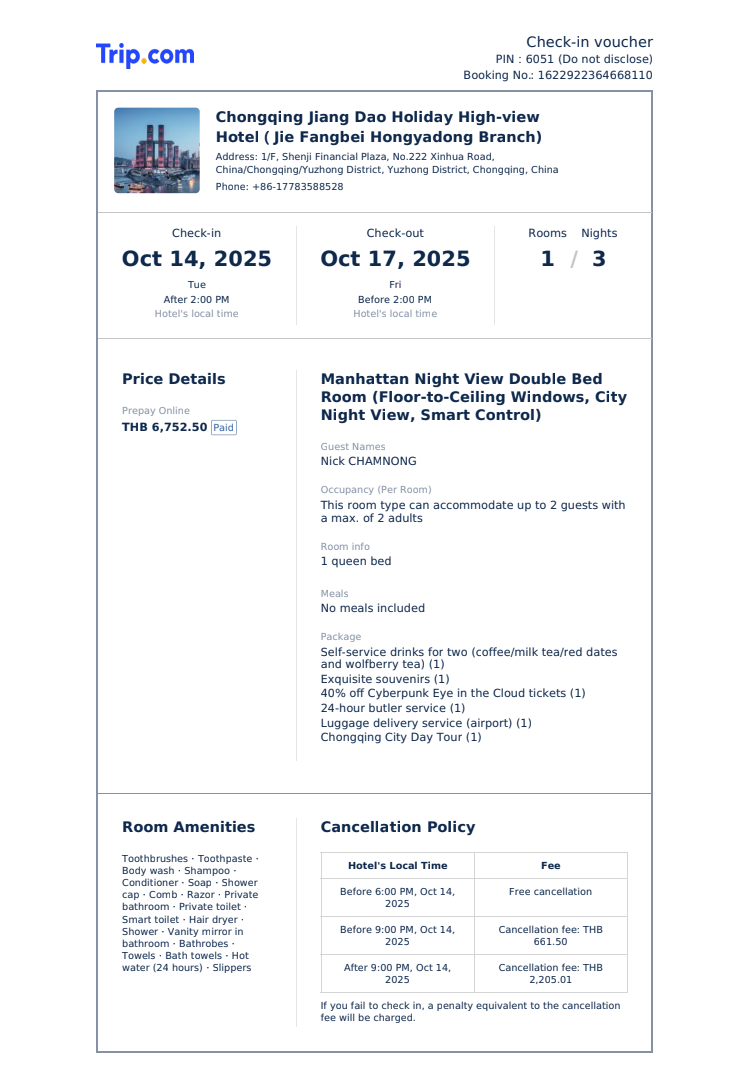 Trip.com
Check-in voucher
PIN : 6051 (Do not disclose)
Booking No.: 1622922364668110
Chongqing Jiang Dao Holiday High-view
Hotel ( Jie Fangbei Hongyadong Branch)
Address: 1/F, Shenji Financial Plaza, No.222 Xinhua Road,
China/Chongqing/Yuzhong District, Yuzhong District, Chongqing, China
Phone: +86-17783588528
Check-in
Oct 14, 2025
Tue
After 2:00 PM
Hotel's local time
Check-out
Oct 17, 2025
Fri
Before 2:00 PM
Hotel's local time
Rooms Nights
1 / 3
Price Details
Prepay Online
THB 6,752.50 Paid
Manhattan Night View Double Bed
Room (Floor-to-Ceiling Windows, City
Night View, Smart Control)
Guest Names
Nick CHAMNONG
Occupancy (Per Room)
This room type can accommodate up to 2 guests with
a max. of 2 adults
Room info
1 queen bed
Meals
No meals included
Package
Self-service drinks for two (coffee/milk tea/red dates
and wolfberry tea) (1)
Exquisite souvenirs (1)
40% off Cyberpunk Eye in the Cloud tickets (1)
24-hour butler service (1)
Luggage delivery service (airport) (1)
Chongqing City Day Tour (1)
Room Amenities
Toothbrushes · Toothpaste ·
Body wash · Shampoo ·
Conditioner · Soap · Shower
cap · Comb · Razor · Private
bathroom · Private toilet ·
Smart toilet · Hair dryer ·
Shower · Vanity mirror in
bathroom · Bathrobes ·
Towels · Bath towels · Hot
water (24 hours) · Slippers
Cancellation Policy
Hotel's Local Time
Fee
Before 6:00 PM, Oct 14,
2025
Free cancellation
Before 9:00 PM, Oct 14,
2025
Cancellation fee: THB
661.50
After 9:00 PM, Oct 14,
2025
Cancellation fee: THB
2,205.01
If you fail to check in, a penalty equivalent to the cancellation
fee will be charged.